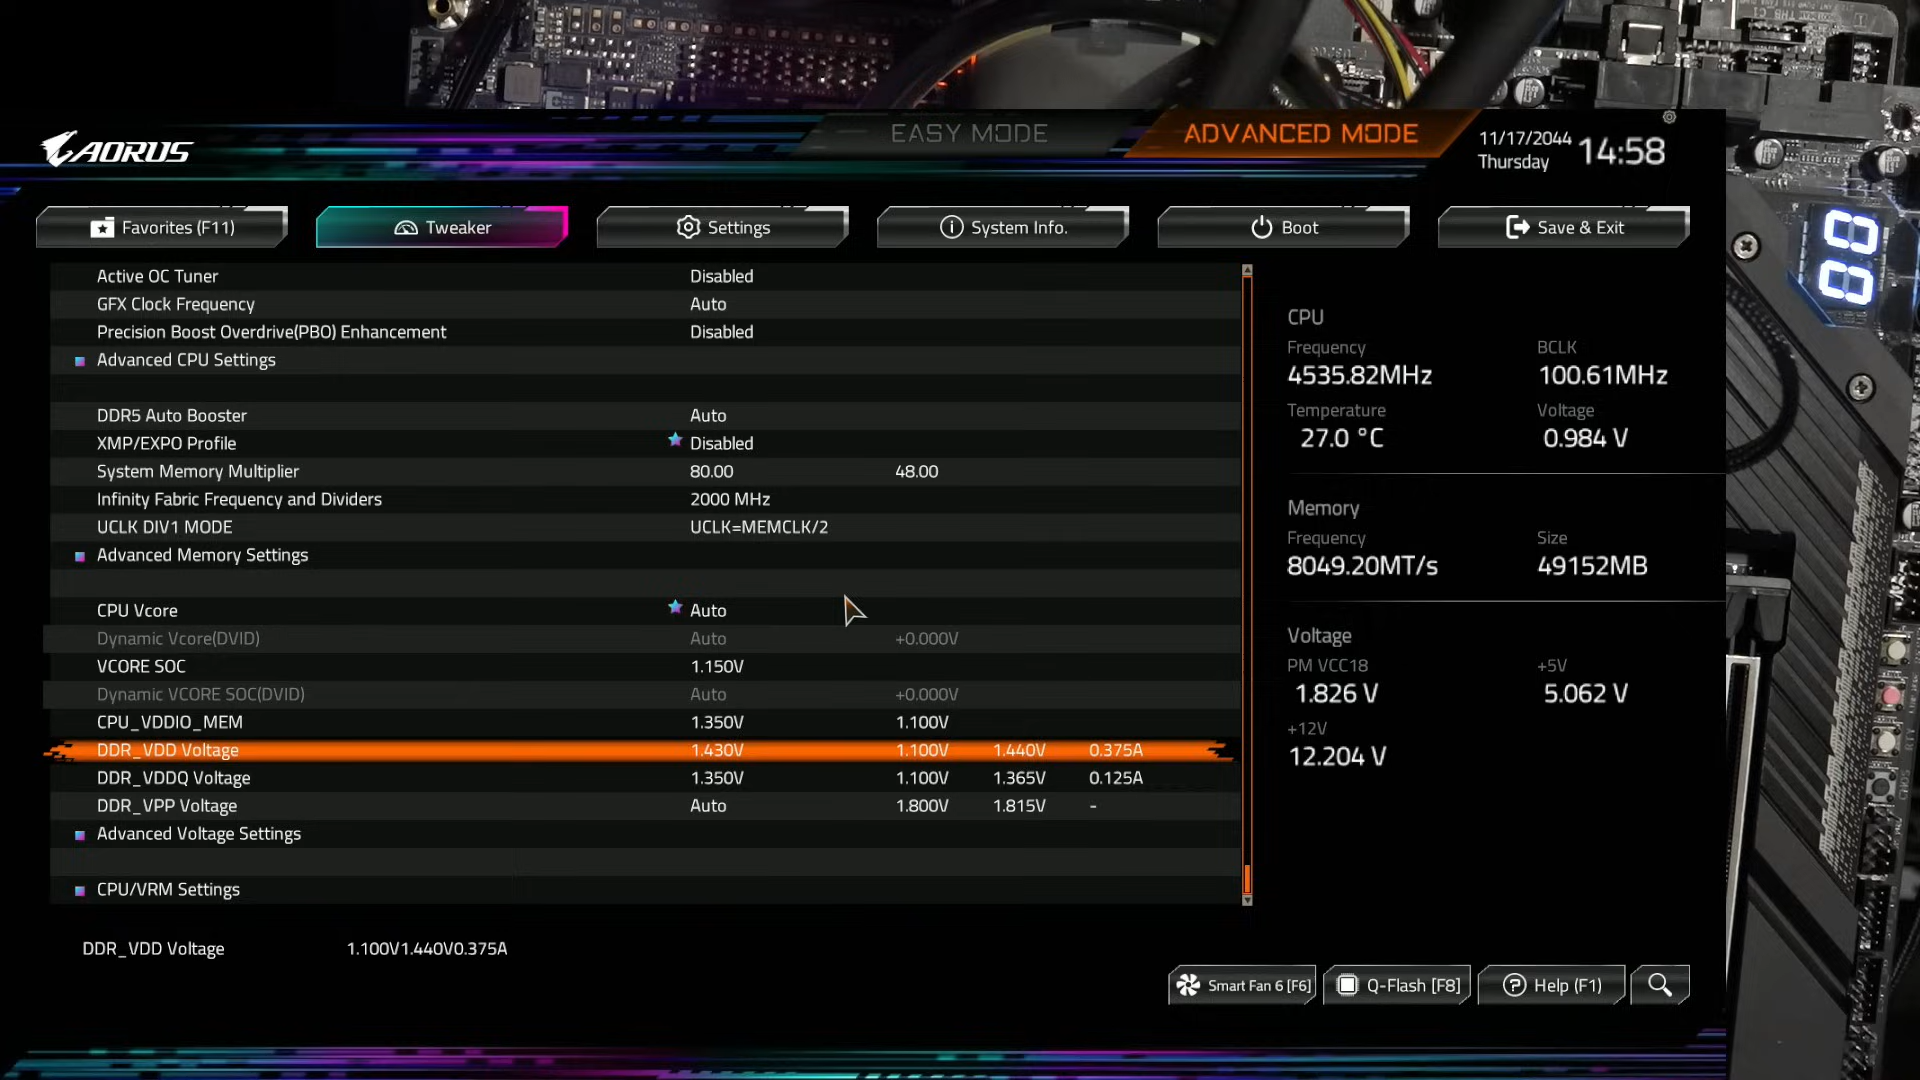 EASY MODE
ADVANCED MODE
AORUS
11/17/2044
Thursday
14:58
Favorites (F11)
Tweaker
Settings
System Info.
Boot
Save & Exit
Active OC Tuner Disabled
GFX Clock Frequency Auto
Precision Boost Overdrive(PBO) Enhancement Disabled
Advanced CPU Settings
DDR5 Auto Booster Auto
XMP/EXPO Profile Disabled
System Memory Multiplier 80.00 48.00
Infinity Fabric Frequency and Dividers 2000 MHz
UCLK DIV1 MODE UCLK=MEMCLK/2
Advanced Memory Settings
CPU Vcore Auto
Dynamic Vcore(DVID) Auto +0.000V
VCORE SOC 1.150V
Dynamic VCORE SOC(DVID) Auto +0.000V
CPU_VDDIO_MEM 1.350V 1.100V
DDR_VDD Voltage 1.430V 1.100V 1.440V 0.375A
DDR_VDDQ Voltage 1.350V 1.100V 1.365V 0.125A
DDR_VPP Voltage Auto 1.800V 1.815V -
Advanced Voltage Settings
CPU/VRM Settings
CPU
Frequency BCLK
4535.82MHz 100.61MHz
Temperature Voltage
27.0 °C 0.984 V
Memory
Frequency Size
8049.20MT/s 49152MB
Voltage
PM VCC18 +5V
1.826 V 5.062 V
+12V
12.204 V
DDR_VDD Voltage 1.100V1.440V0.375A
Smart Fan 6 [F6]
Q-Flash [F8]
Help (F1)
00